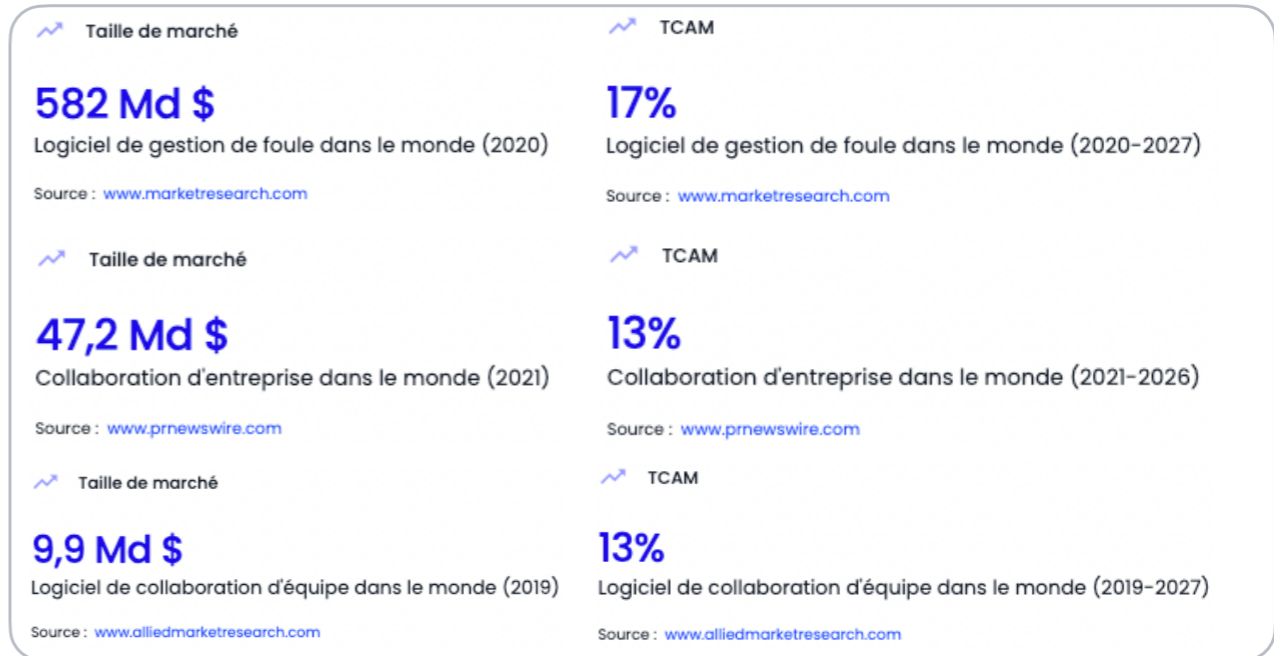 Taille de marché
TCAM
582 Md $
17%
Logiciel de gestion de foule dans le monde (2020)
Logiciel de gestion de foule dans le monde (2020-2027)
Source : www.marketresearch.com
Source : www.marketresearch.com
Taille de marché
TCAM
47,2 Md $
13%
Collaboration d'entreprise dans le monde (2021)
Collaboration d'entreprise dans le monde (2021-2026)
Source : www.prnewswire.com
Source : www.prnewswire.com
Taille de marché
TCAM
9,9 Md $
13%
Logiciel de collaboration d'équipe dans le monde (2019)
Logiciel de collaboration d'équipe dans le monde (2019-2027)
Source : www.alliedmarketresearch.com
Source : www.alliedmarketresearch.com